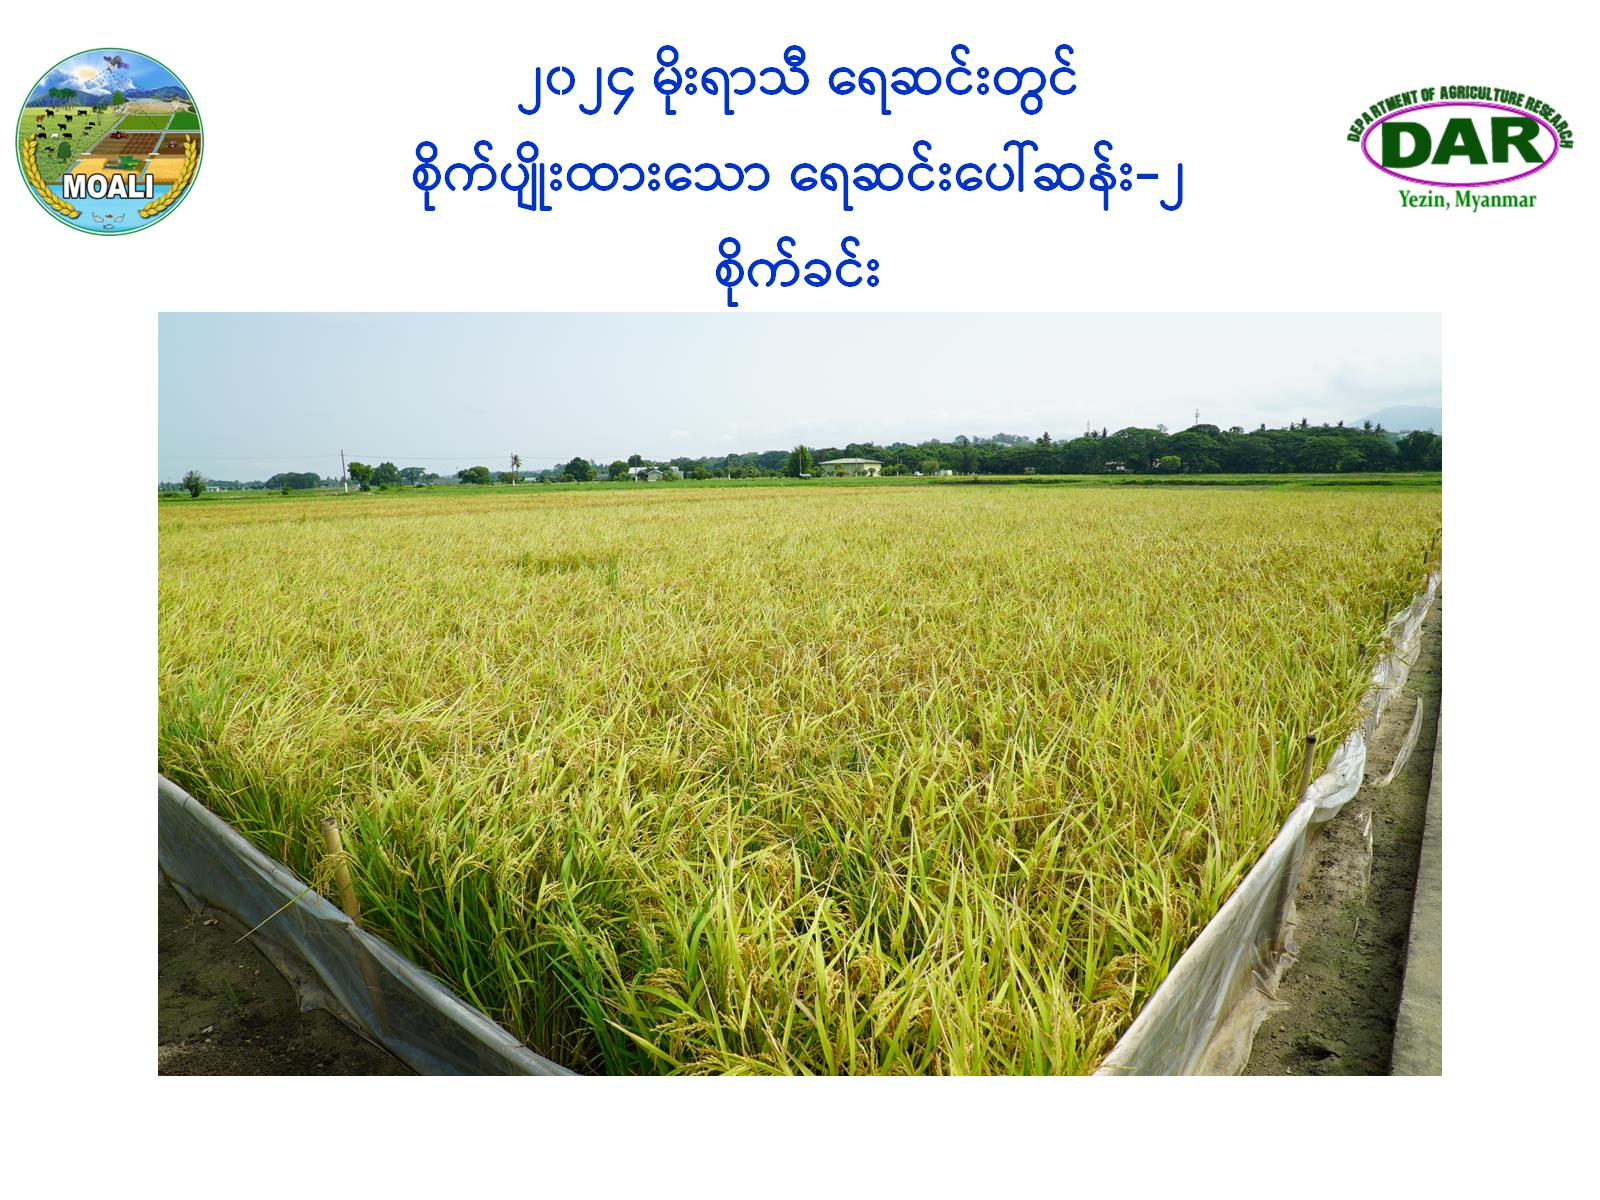 ၂၀၂၄ မိုးရာသီ ရေဆင်းတွင်
စိုက်ပျိုးထားသော ရေဆင်းပေါ်ဆန်း-၂
စိုက်ခင်း
MOALI
DEPARTMENT OF AGRICULTURE RESEARCH
DAR
Yezin, Myanmar